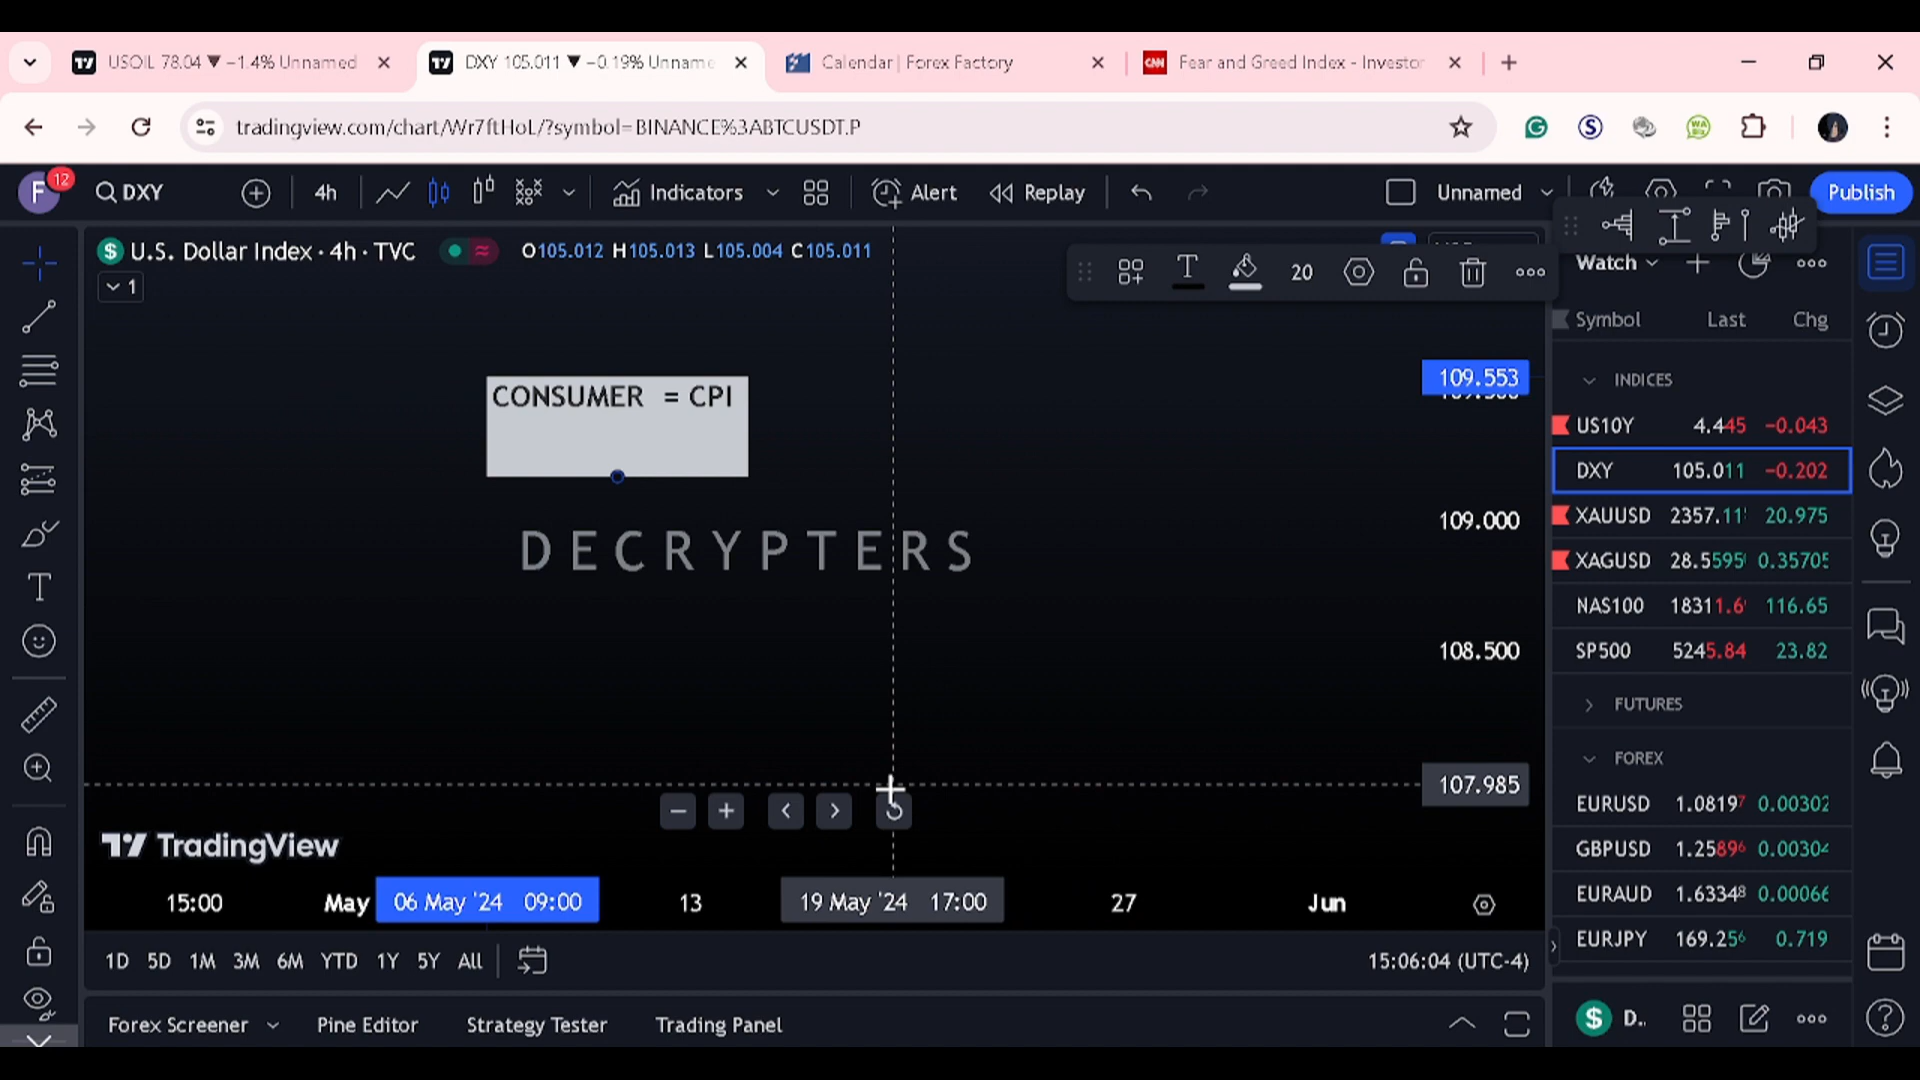 USOIL 78.04 ▼ −1.4% Unnamed
DXY 105.011 ▼ −0.19% Unname
Calendar | Forex Factory
CNN
Fear and Greed Index - Investor
tradingview.com/chart/Wr7ftHoL/?symbol=BINANCE%3ABTCUSDT.P
F
12
DXY
4h
Indicators
Alert
Replay
Unnamed
Publish
U.S. Dollar Index · 4h · TVC
O105.012 H105.013 L105.004 C105.011
1
20
Watch
Symbol Last Chg
CONSUMER = CPI
DECRYPTERS
109.553
109.000
108.500
107.985
INDICES
US10Y 4.445 −0.043
DXY 105.011 −0.202
XAUUSD 2357.11 20.975
XAGUSD 28.5595 0.35705
NAS100 18311.6 116.65
SP500 5245.84 23.82
FUTURES
FOREX
EURUSD 1.08197 0.00302
GBPUSD 1.25896 0.00304
EURAUD 1.63348 0.00066
EURJPY 169.256 0.719
TradingView
15:00 May 06 May '24 09:00 13 19 May '24 17:00 27 Jun
1D 5D 1M 3M 6M YTD 1Y 5Y All
15:06:04 (UTC-4)
Forex Screener Pine Editor Strategy Tester Trading Panel
D..